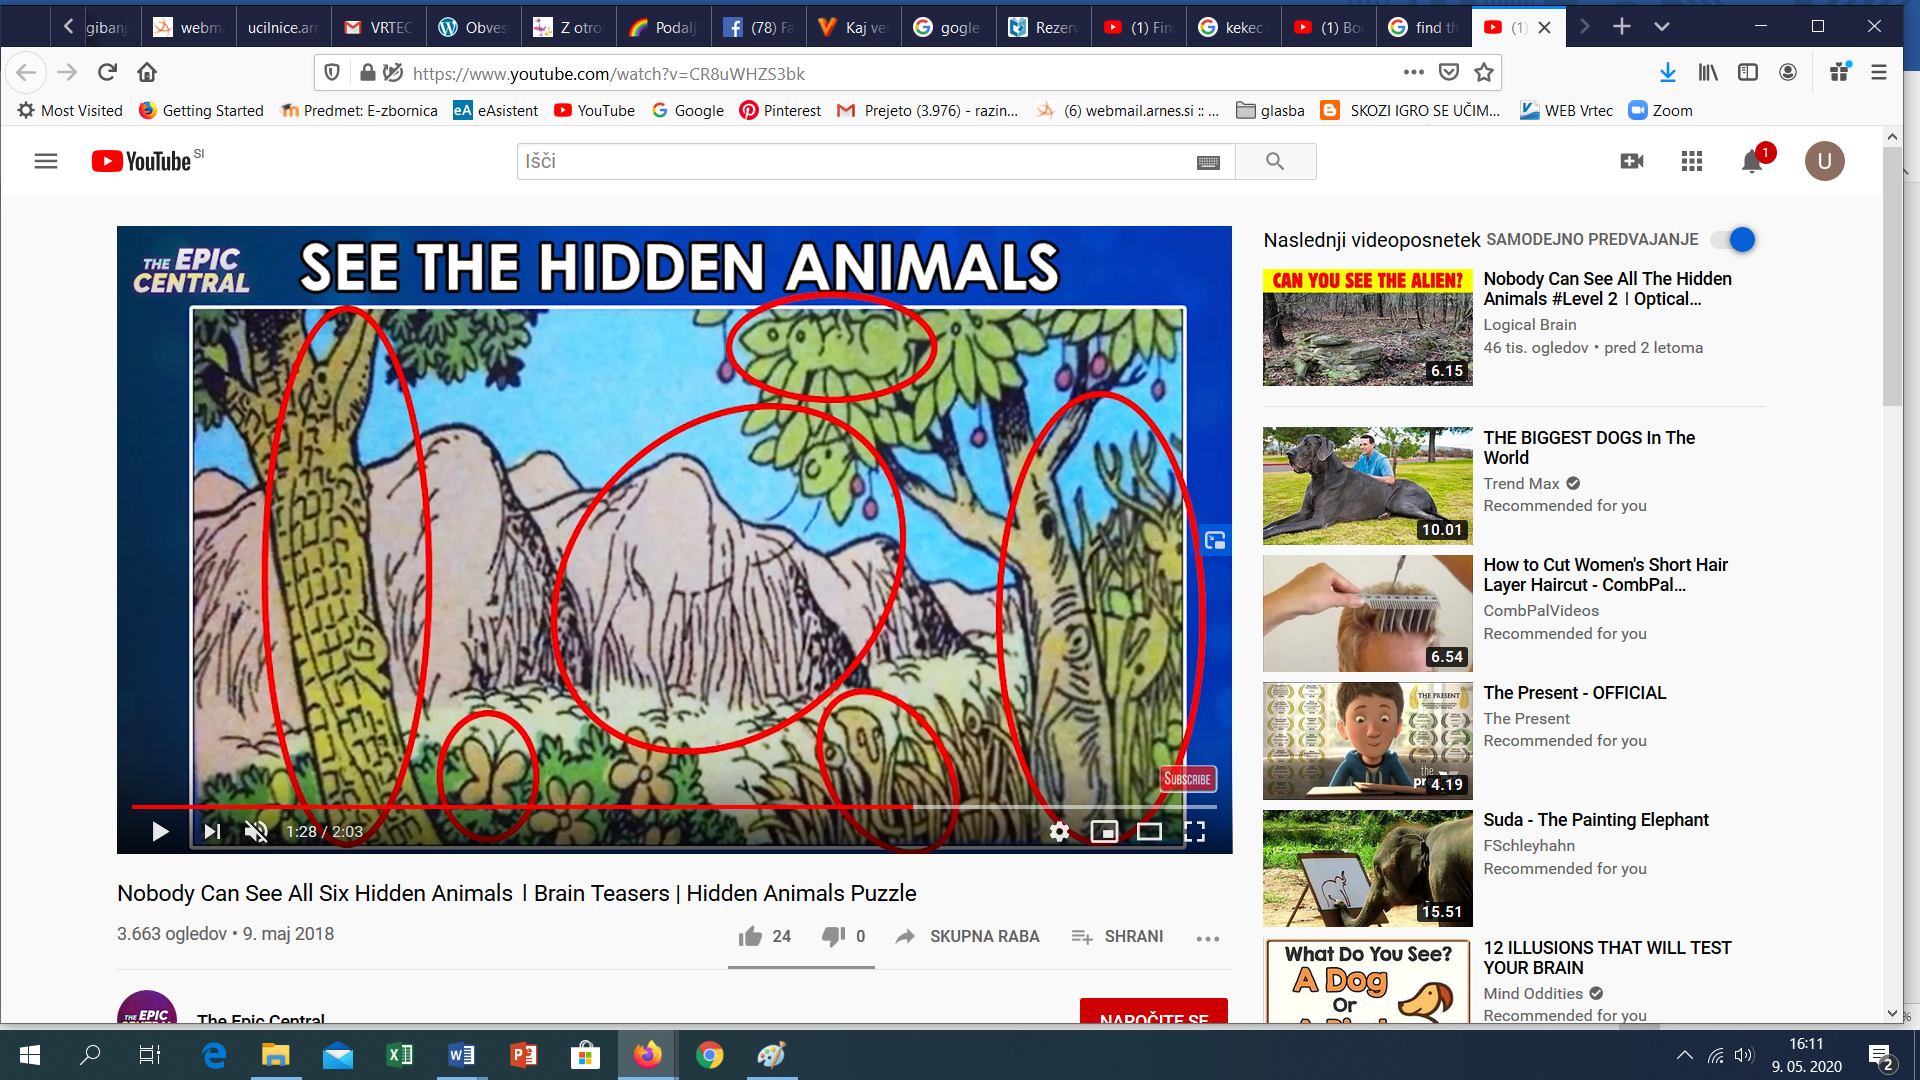 gibanj
webm
ucilnice.arn
VRTEC
Obves
Z otro
Podalj
(78) Fa
Kaj ve
gogle
Rezerv
(1) Fin
kekec
(1) Bo
find th
(1)
https://www.youtube.com/watch?v=CR8uWHZS3bk
Most Visited
Getting Started
Predmet: E-zbornica
eAsistent
YouTube
Google
Pinterest
Prejeto (3.976) - razin...
(6) webmail.arnes.si :: ...
glasba
SKOZI IGRO SE UČIM...
WEB Vrtec
Zoom
YouTube SI
Išči
1
U
THE EPIC
CENTRAL
SEE THE HIDDEN ANIMALS
SUBSCRIBE
1:28 / 2:03
Nobody Can See All Six Hidden Animals I Brain Teasers | Hidden Animals Puzzle
3.663 ogledov • 9. maj 2018
24
0
SKUPNA RABA
SHRANI
THE EPIC
CENTRAL
The Epic Central
NAROČITE SE
Naslednji videoposnetek
SAMODEJNO PREDVAJANJE
CAN YOU SEE THE ALIEN?
6.15
Nobody Can See All The Hidden
Animals #Level 2 I Optical...
Logical Brain
46 tis. ogledov • pred 2 letoma
10.01
THE BIGGEST DOGS In The
World
Trend Max
Recommended for you
6.54
How to Cut Women's Short Hair
Layer Haircut - CombPal...
CombPalVideos
Recommended for you
THE PRESENT
the
4.19
The Present - OFFICIAL
The Present
Recommended for you
15.51
Suda - The Painting Elephant
FSchleyhahn
Recommended for you
What Do You See?
A Dog
Or
12 ILLUSIONS THAT WILL TEST
YOUR BRAIN
Mind Oddities
Recommended for you
16:11
9. 05. 2020
2